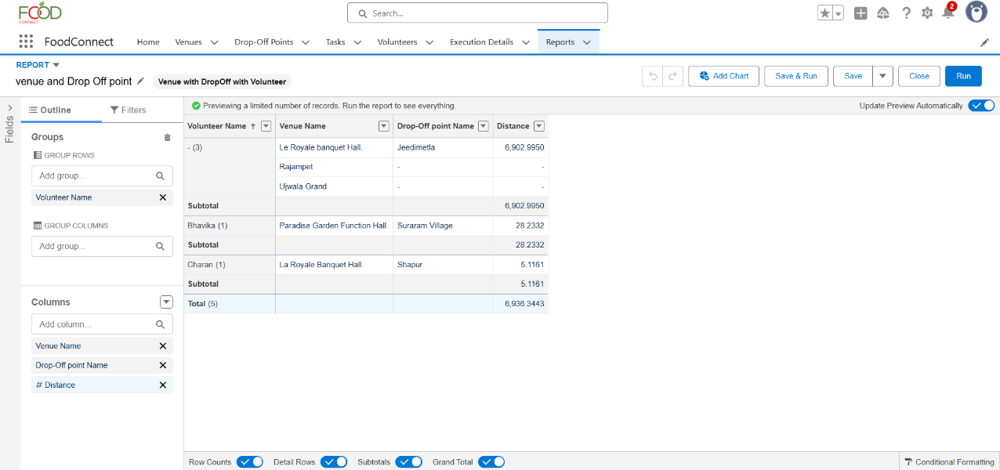 FOOD
CONNECT
Search...
2
FoodConnect
Home
Venues
Drop-Off Points
Tasks
Volunteers
Execution Details
Reports
REPORT
venue and Drop Off point
Venue with DropOff with Volunteer
Add Chart
Save & Run
Save
Close
Run
Fields
Outline
Filters
Previewing a limited number of records. Run the report to see everything.
Update Preview Automatically
Groups
GROUP ROWS
Add group...
Volunteer Name
GROUP COLUMNS
Add group...
Columns
Add column...
Venue Name
Drop-Off point Name
# Distance
Volunteer Name ↑ Venue Name Drop-Off point Name Distance
- (3) Le Royale banquet Hall. Jeedimetla 6,902.9950
Rajampet - -
Ujwala Grand - -
Subtotal 6,902.9950
Bhavika (1) Paradise Garden Function Hall. Suraram Village 28.2332
Subtotal 28.2332
Charan (1) La Royale Banquet Hall. Shapur 5.1161
Subtotal 5.1161
Total (5) 6,936.3443
Row Counts
Detail Rows
Subtotals
Grand Total
Conditional Formatting